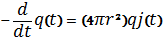 −d/dt q(t) = (4πr²)qj(t)